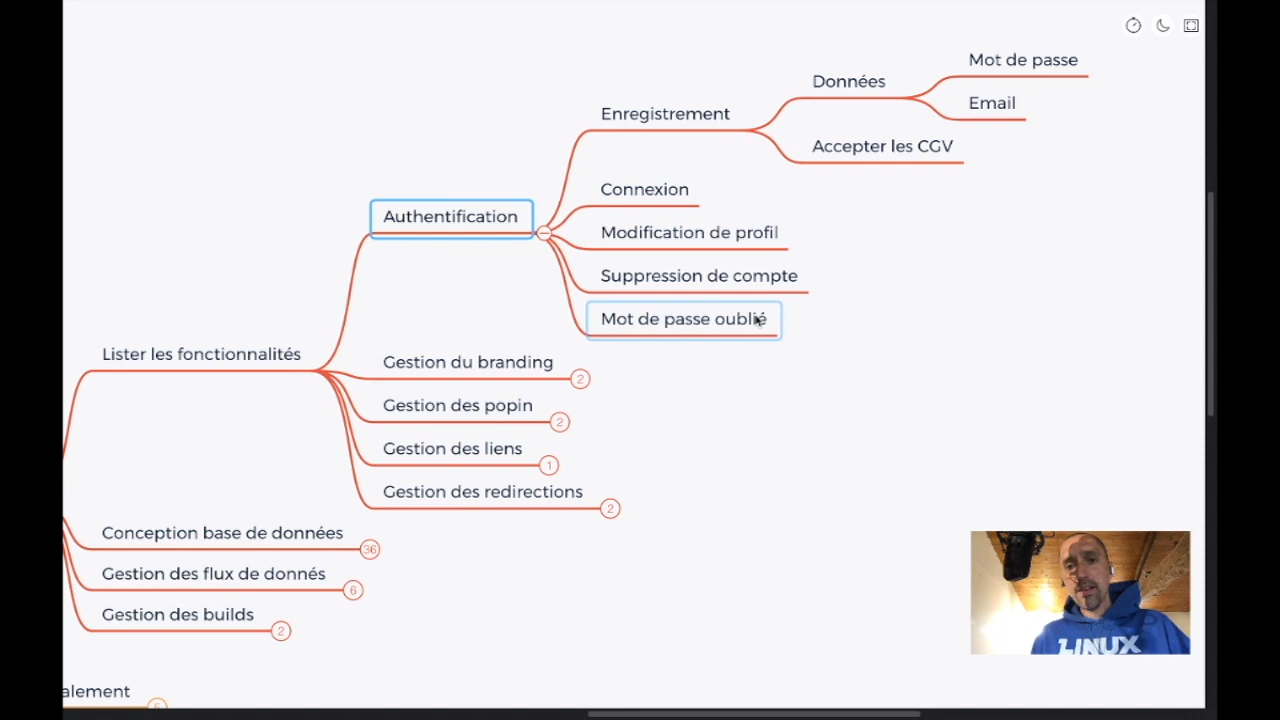 Mot de passe
Données
Email
Enregistrement
Accepter les CGV
Connexion
Authentification
Modification de profil
Suppression de compte
Mot de passe oublié
Lister les fonctionnalités
Gestion du branding
2
Gestion des popin
2
Gestion des liens
1
Gestion des redirections
2
Conception base de données
36
Gestion des flux de donnés
6
Gestion des builds
2
LINUX
alement